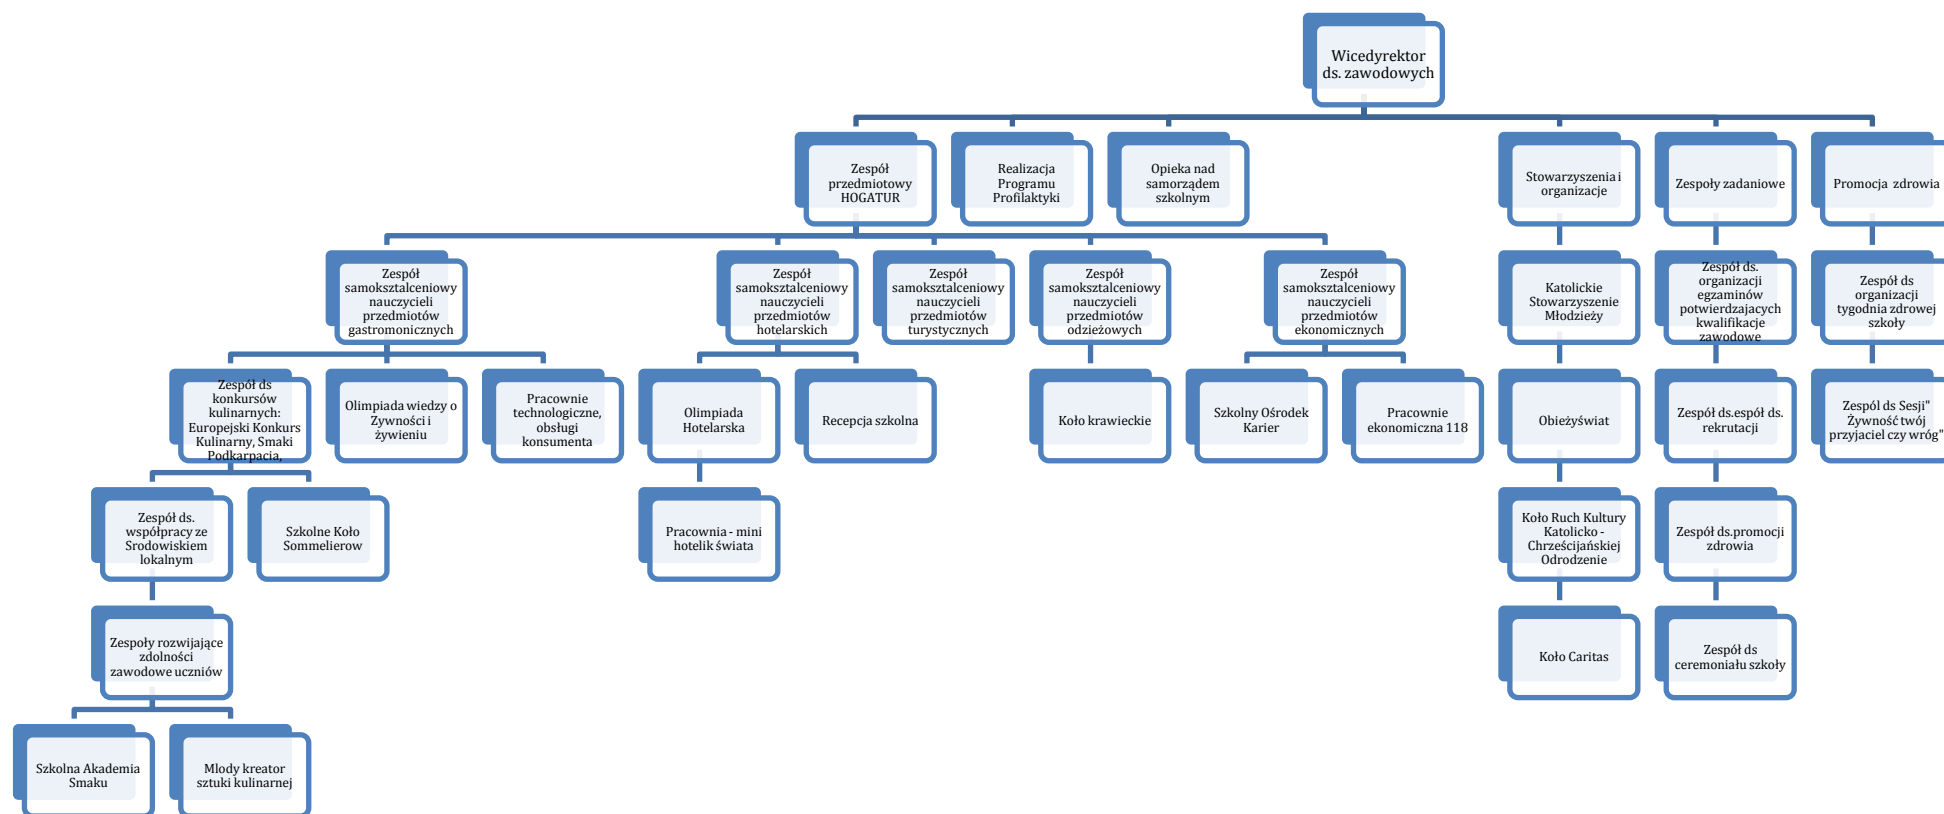 Wicedyrektor
ds. zawodowych
Zespół
przedmiotowy
HOGATUR
Realizacja
Programu
Profilaktyki
Opieka nad
samorządem
szkolnym
Stowarzyszenia i
organizacje
Zespoły zadaniowe
Promocja zdrowia
Zespół
samokształceniowy
nauczycieli
przedmiotów
gastromonicznych
Zespół
samokształceniowy
nauczycieli
przedmiotów
hotelarskich
Zespół
samokształceniowy
nauczycieli
przedmiotów
turystycznych
Zespół
samokształceniowy
nauczycieli
przedmiotów
odzieżowych
Zespół
samokształceniowy
nauczycieli
przedmiotów
ekonomicznych
Katolickie
Stowarzyszenie
Młodzieży
Zespół ds.
organizacji
egzaminów
potwierdzajacych
kwalifikacje
zawodowe
Zespół ds
organizacji
tygodnia zdrowej
szkoły
Zespół ds
konkursów
kulinarnych:
Europejski Konkurs
Kulinarny, Smaki
Podkarpacia,
Olimpiada wiedzy o
Zywności i
żywieniu
Pracownie
technologiczne,
obsługi
konsumenta
Olimpiada
Hotelarska
Recepcja szkolna
Koło krawieckie
Szkolny Ośrodek
Karier
Pracownie
ekonomiczna 118
Obieżyświat
Zespół ds.espół ds.
rekrutacji
Zespól ds Sesji"
Żywność twój
przyjaciel czy wróg"
Zespół ds.
współpracy ze
Srodowiskiem
lokalnym
Szkolne Koło
Sommelierow
Pracownia - mini
hotelik świata
Koło Ruch Kultury
Katolicko -
Chrześcijańskiej
Odrodzenie
Zespół ds.promocji
zdrowia
Zespoły rozwijające
zdolności
zawodowe uczniów
Koło Caritas
Zespół ds
ceremoniału szkoły
Szkolna Akademia
Smaku
Mlody kreator
sztuki kulinarnej